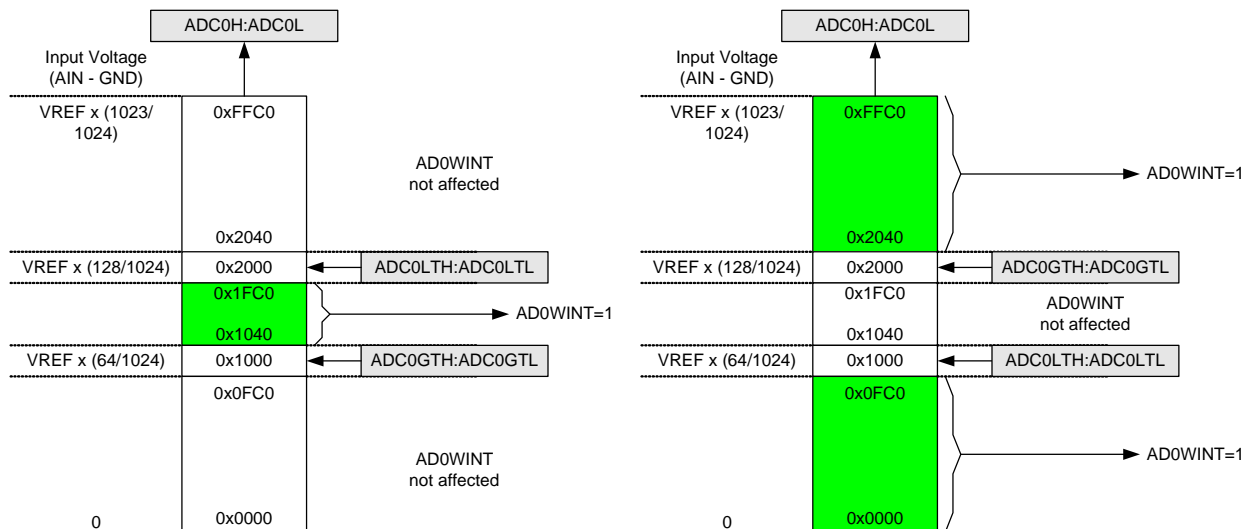 ADC0H:ADC0L
Input Voltage
(AIN - GND)
VREF x (1023/
1024)
0xFFC0
AD0WINT
not affected
0x2040
VREF x (128/1024)
0x2000
ADC0LTH:ADC0LTL
0x1FC0
AD0WINT=1
0x1040
VREF x (64/1024)
0x1000
ADC0GTH:ADC0GTL
0x0FC0
AD0WINT
not affected
0
0x0000
ADC0H:ADC0L
Input Voltage
(AIN - GND)
VREF x (1023/
1024)
0xFFC0
AD0WINT=1
0x2040
VREF x (128/1024)
0x2000
ADC0GTH:ADC0GTL
0x1FC0
AD0WINT
not affected
0x1040
VREF x (64/1024)
0x1000
ADC0LTH:ADC0LTL
0x0FC0
AD0WINT=1
0
0x0000